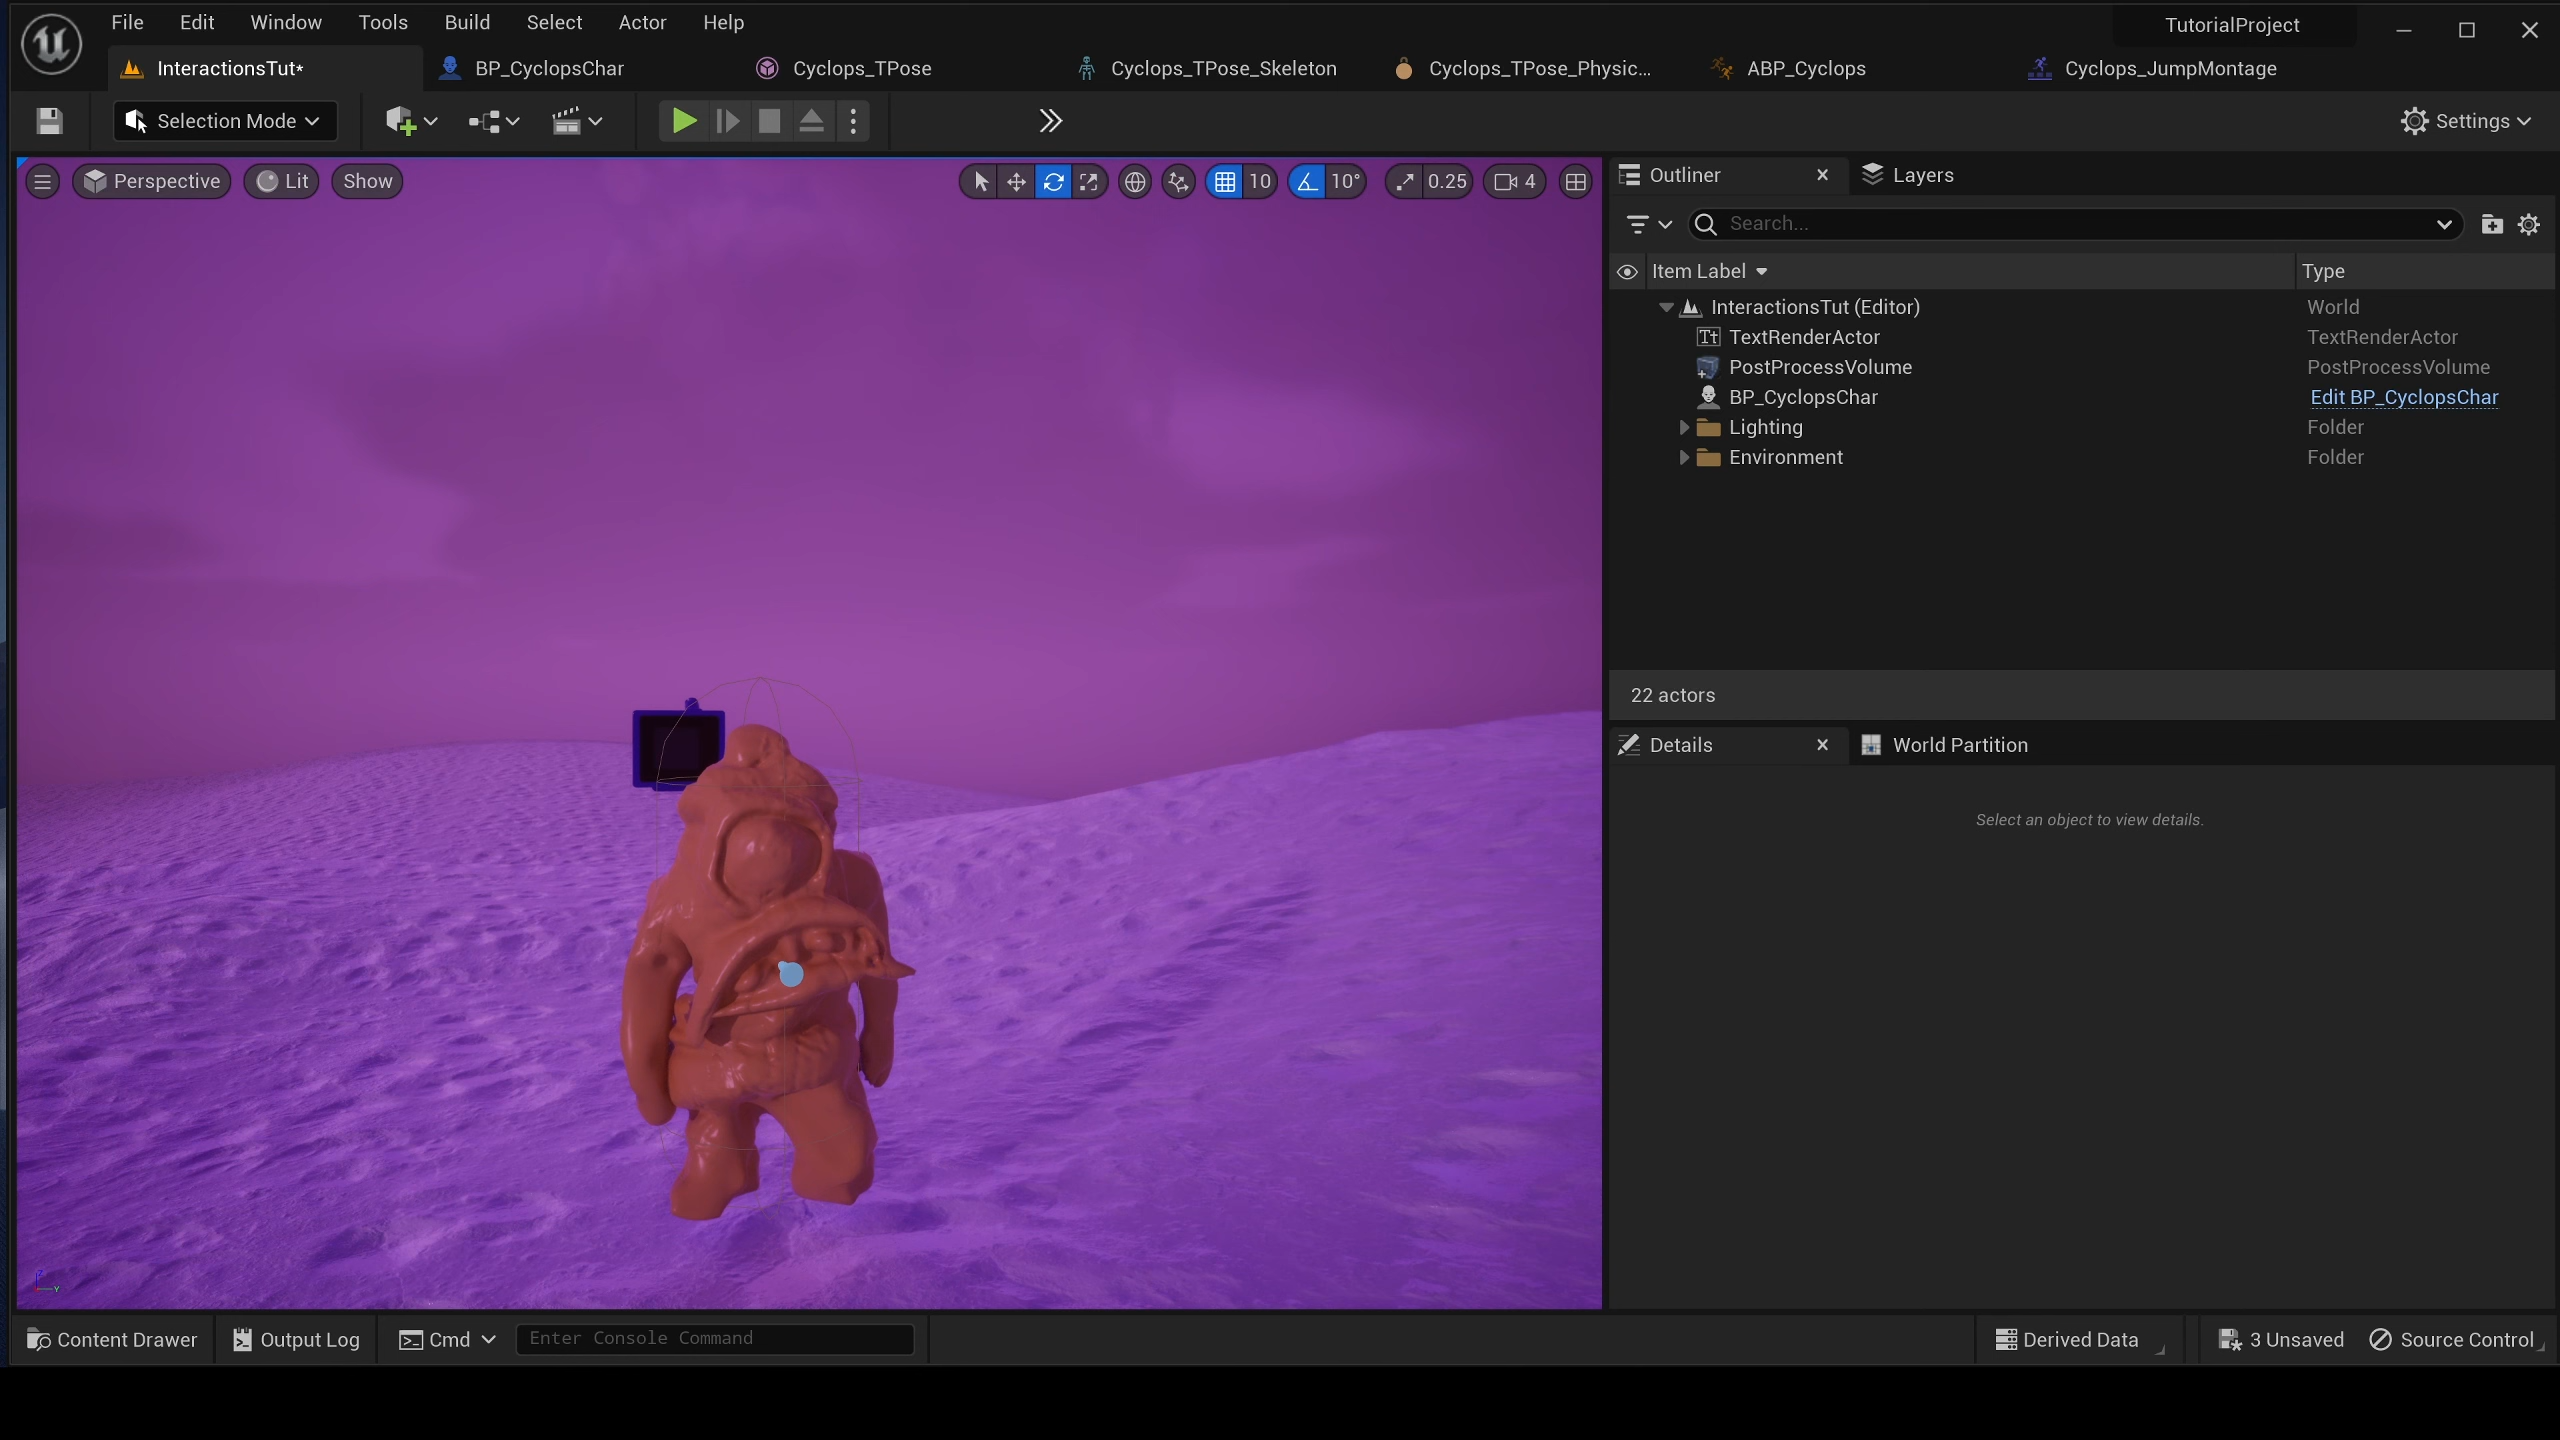 File Edit Window Tools Build Select Actor Help
TutorialProject
InteractionsTut* BP_CyclopsChar Cyclops_TPose Cyclops_TPose_Skeleton Cyclops_TPose_Physic... ABP_Cyclops Cyclops_JumpMontage
Selection Mode Settings
Perspective Lit Show 10 10° 0.25 4
Outliner Layers
Search...
Item Label Type
InteractionsTut (Editor) World
TextRenderActor TextRenderActor
PostProcessVolume PostProcessVolume
BP_CyclopsChar Edit BP_CyclopsChar
Lighting Folder
Environment Folder
22 actors
Details World Partition
Select an object to view details.
Content Drawer Output Log Cmd Enter Console Command Derived Data 3 Unsaved Source Control